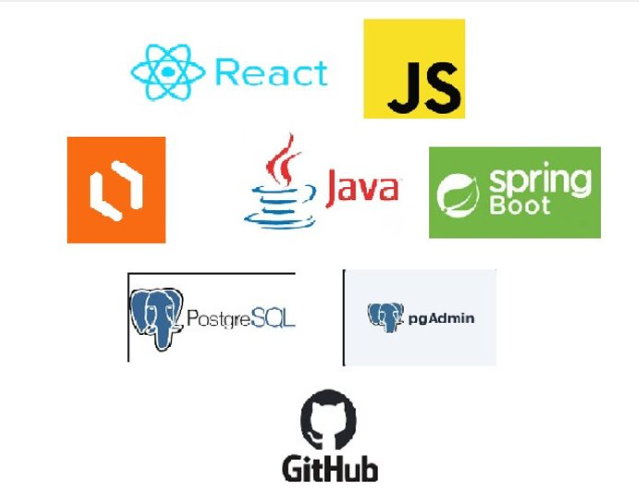 React
JS
Java
spring
Boot
PostgreSQL
pgAdmin
GitHub